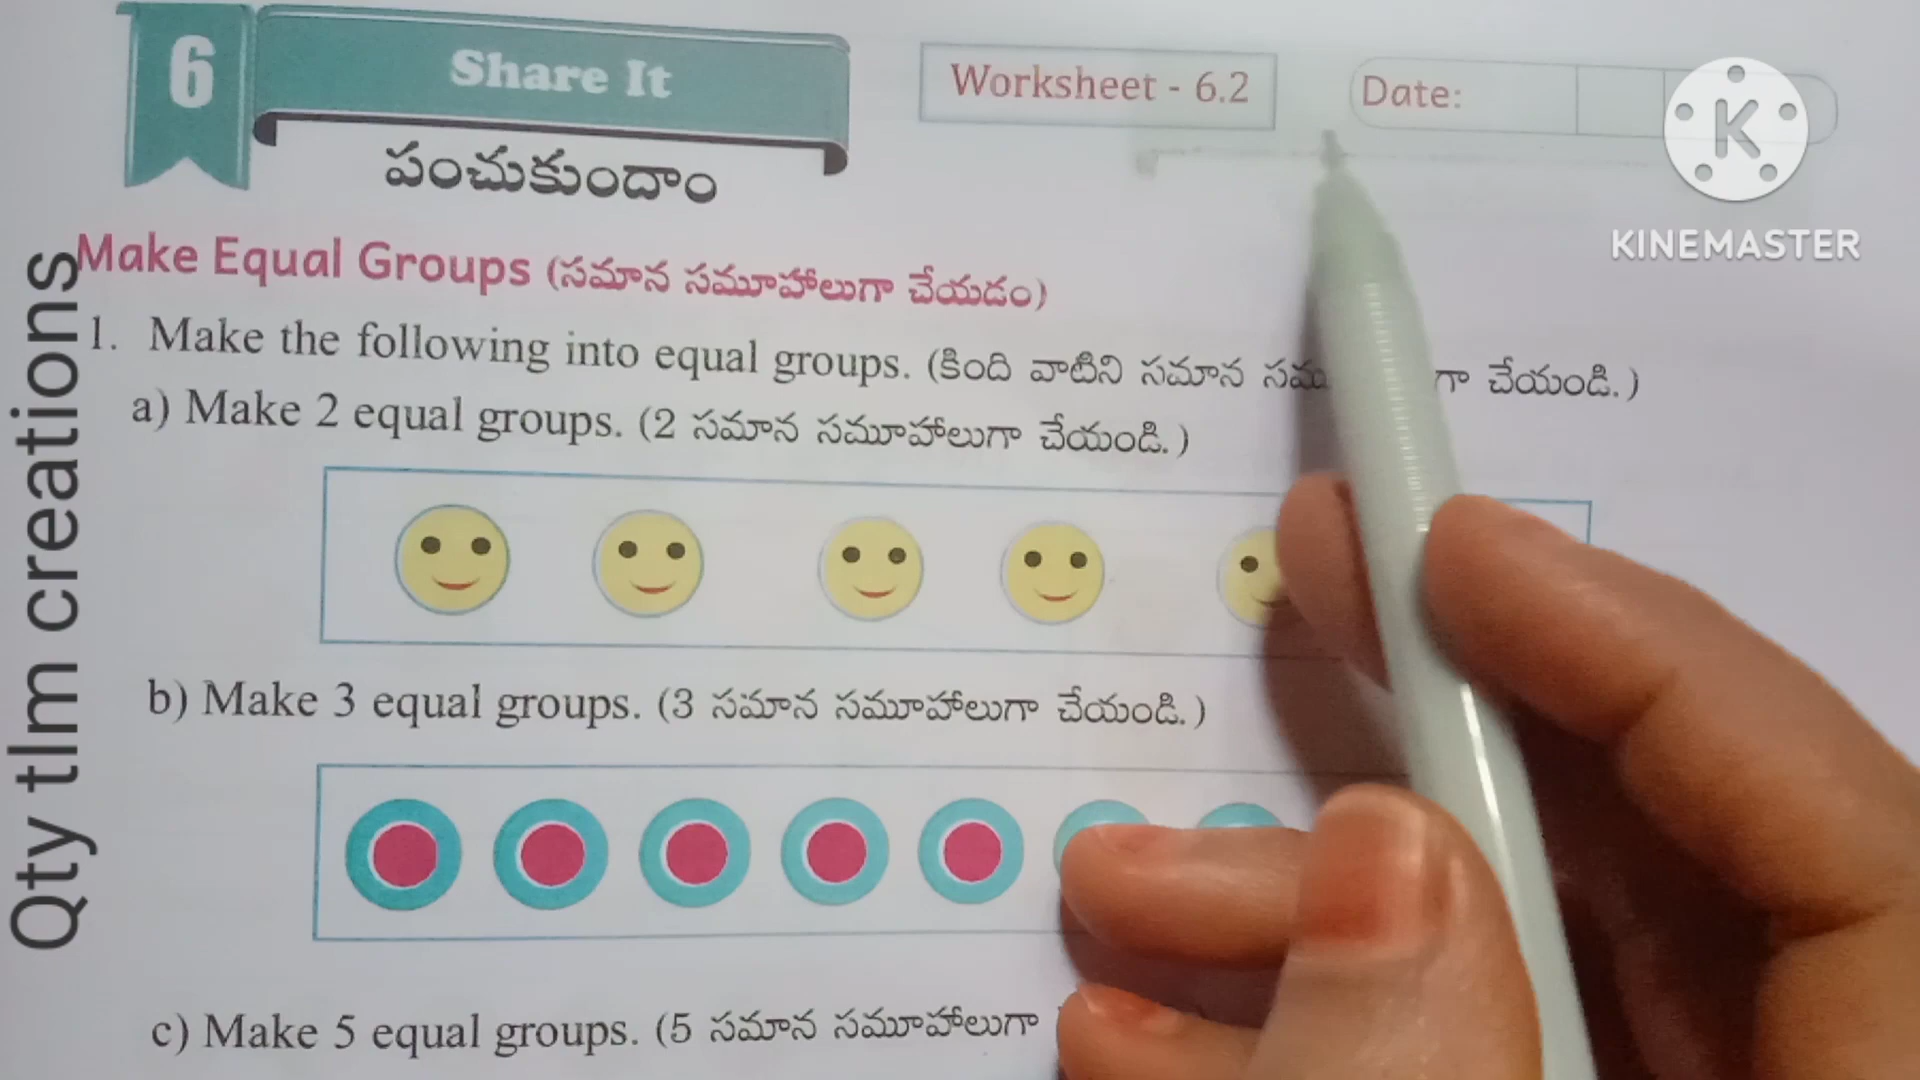 6
Share It
పంచుకుందాం
Worksheet - 6.2
Date:
K
KINEMASTER
Make Equal Groups (సమాన సమూహాలుగా చేయడం)
1. Make the following into equal groups. (కింది వాటిని సమాన గా చేయండి.)
a) Make 2 equal groups. (2 సమాన సమూహాలుగా చేయండి.)
b) Make 3 equal groups. (3 సమాన సమూహాలుగా చేయండి.)
c) Make 5 equal groups. (5 సమాన సమూహాలుగా
Qty tlm creations